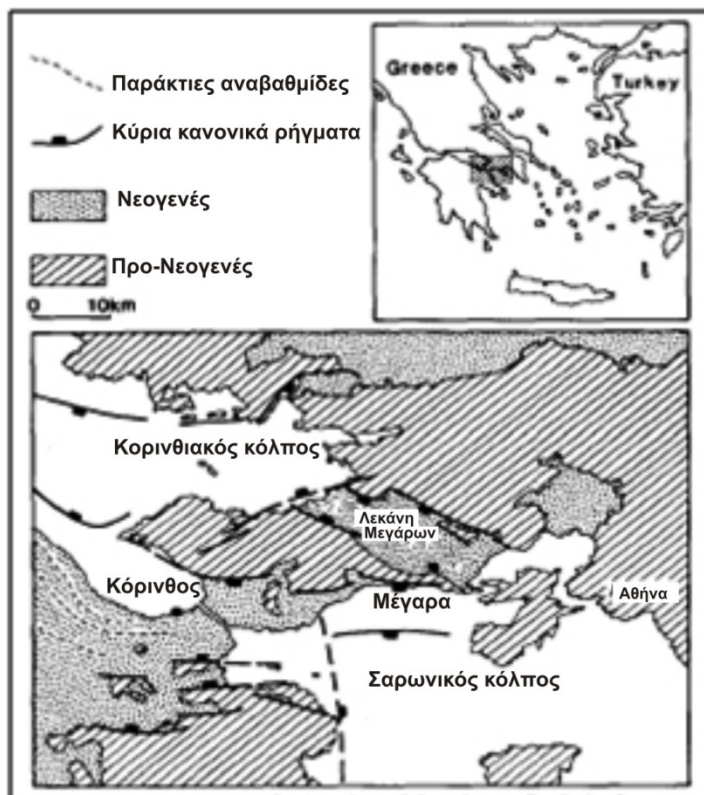 Παράκτιες αναβαθμίδες
Κύρια κανονικά ρήγματα
Νεογενές
Προ-Νεογενές
0 10km
Greece
Turkey
Κορινθιακός κόλπος
Λεκάνη
Μεγάρων
Κόρινθος
Μέγαρα
Αθήνα
Σαρωνικός κόλπος